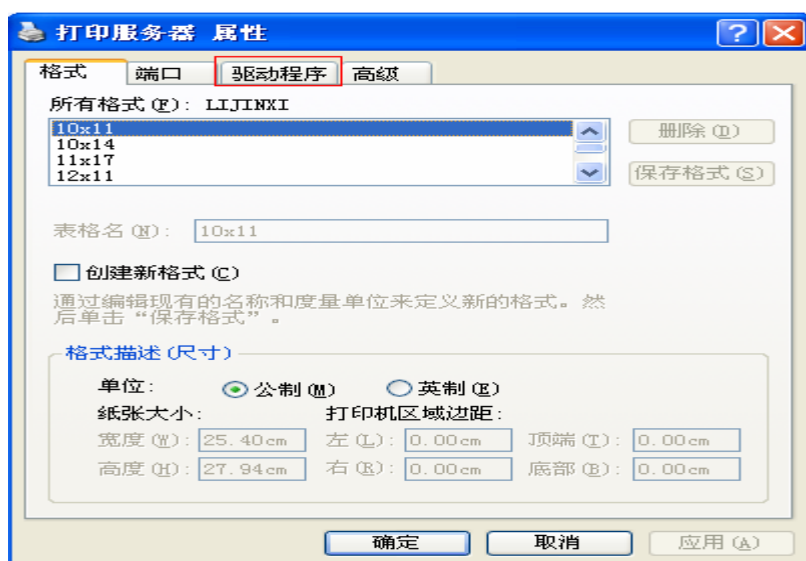 打印服务器 属性
格式 端口 驱动程序 高级
所有格式(F): LIJINXI
10x11
10x14
11x17
12x11
删除(D)
保存格式(S)
表格名(N): 10x11
创建新格式(C)
通过编辑现有的名称和度量单位来定义新的格式。然
后单击“保存格式”。
格式描述(尺寸)
单位: 公制(M) 英制(E)
纸张大小: 打印机区域边距:
宽度(W): 25.40cm 左(L): 0.00cm 顶端(T): 0.00cm
高度(H): 27.94cm 右(R): 0.00cm 底部(B): 0.00cm
确定 取消 应用(A)